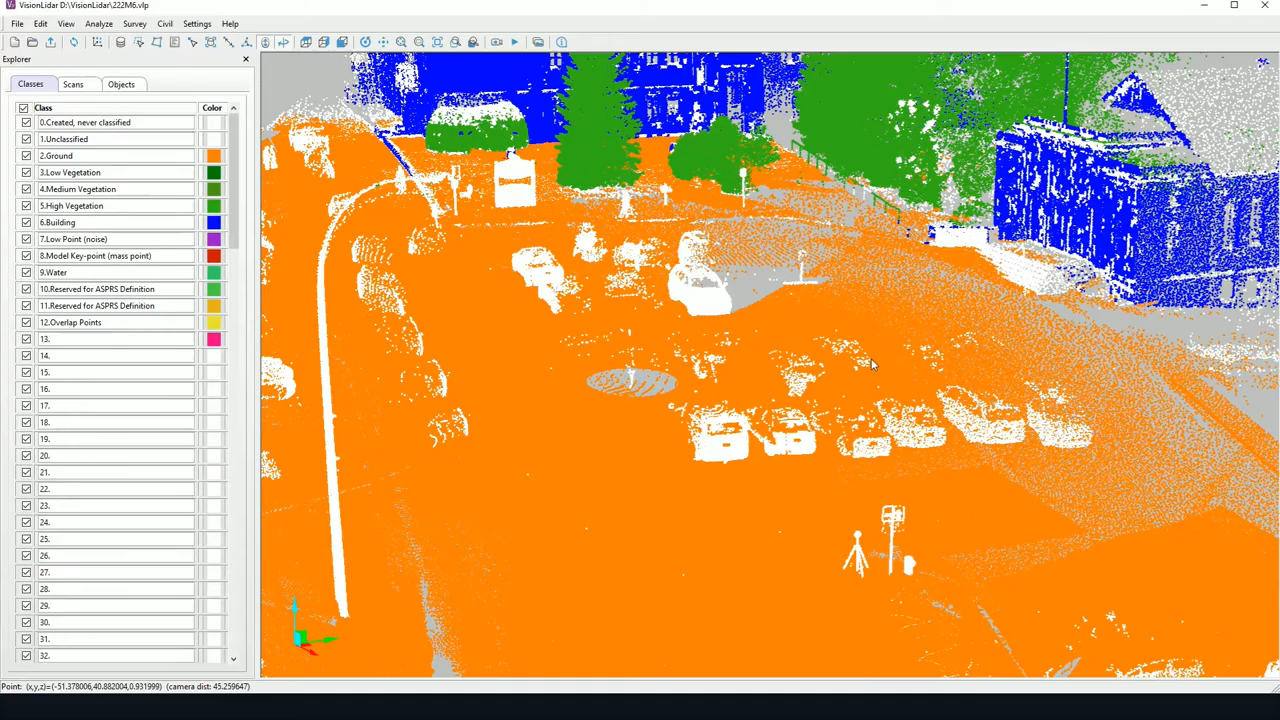 VisionLidar D:\VisionLidar\222M6.vlp
File Edit View Analyze Survey Civil Settings Help
Explorer
Classes Scans Objects
Class Color
0.Created, never classified
1.Unclassified
2.Ground
3.Low Vegetation
4.Medium Vegetation
5.High Vegetation
6.Building
7.Low Point (noise)
8.Model Key-point (mass point)
9.Water
10.Reserved for ASPRS Definition
11.Reserved for ASPRS Definition
12.Overlap Points
13.
14.
15.
16.
17.
18.
19.
20.
21.
22.
23.
24.
25.
26.
27.
28.
29.
30.
31.
32.
Point: (x,y,z)=(-51.378006,40.882004,0.931999) (camera dist: 45.259647)